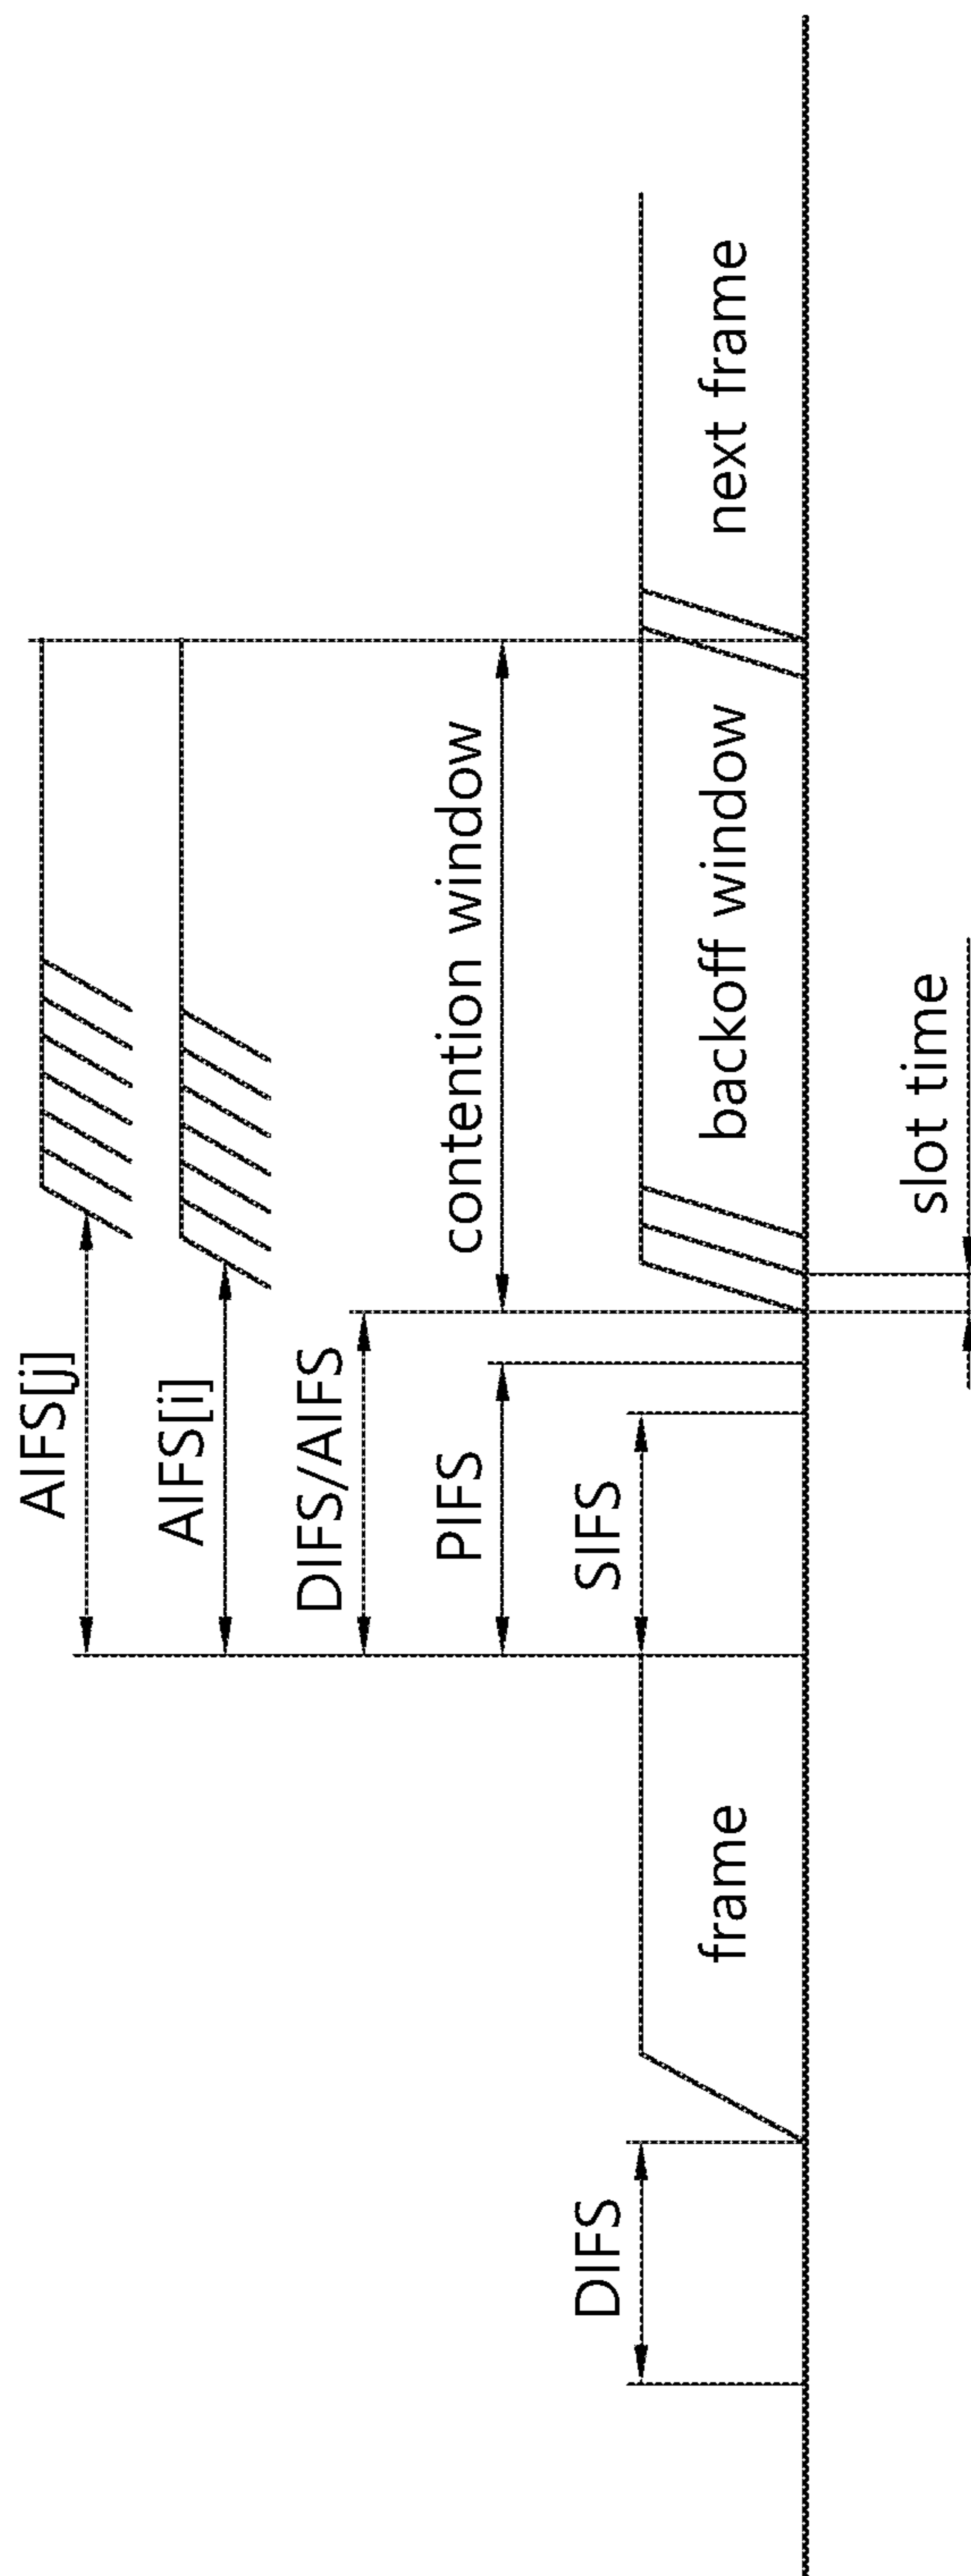 AIFS[j]
AIFS[i]
DIFS/AIFS
contention window
PIFS
DIFS
SIFS
frame
backoff window
next frame
slot time